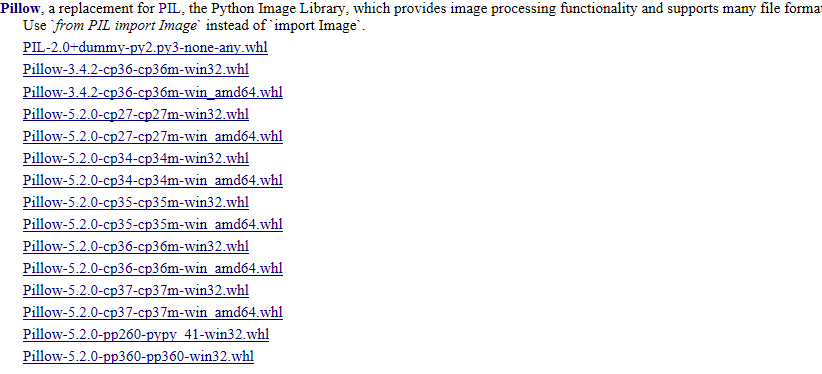 Pillow, a replacement for PIL, the Python Image Library, which provides image processing functionality and supports many file forma
Use `from PIL import Image` instead of `import Image`.
PIL-2.0+dummy-py2.py3-none-any.whl
Pillow-3.4.2-cp36-cp36m-win32.whl
Pillow-3.4.2-cp36-cp36m-win_amd64.whl
Pillow-5.2.0-cp27-cp27m-win32.whl
Pillow-5.2.0-cp27-cp27m-win_amd64.whl
Pillow-5.2.0-cp34-cp34m-win32.whl
Pillow-5.2.0-cp34-cp34m-win_amd64.whl
Pillow-5.2.0-cp35-cp35m-win32.whl
Pillow-5.2.0-cp35-cp35m-win_amd64.whl
Pillow-5.2.0-cp36-cp36m-win32.whl
Pillow-5.2.0-cp36-cp36m-win_amd64.whl
Pillow-5.2.0-cp37-cp37m-win32.whl
Pillow-5.2.0-cp37-cp37m-win_amd64.whl
Pillow-5.2.0-pp260-pypy_41-win32.whl
Pillow-5.2.0-pp360-pp360-win32.whl